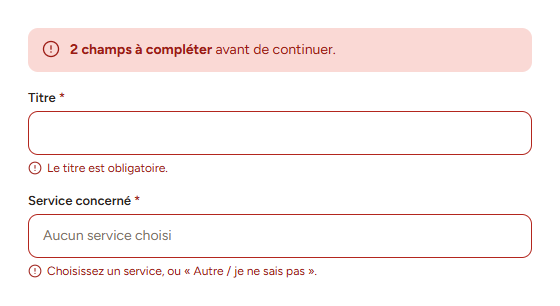 2 champs à compléter avant de continuer.
Titre *
Le titre est obligatoire.
Service concerné *
Aucun service choisi
Choisissez un service, ou « Autre / je ne sais pas ».